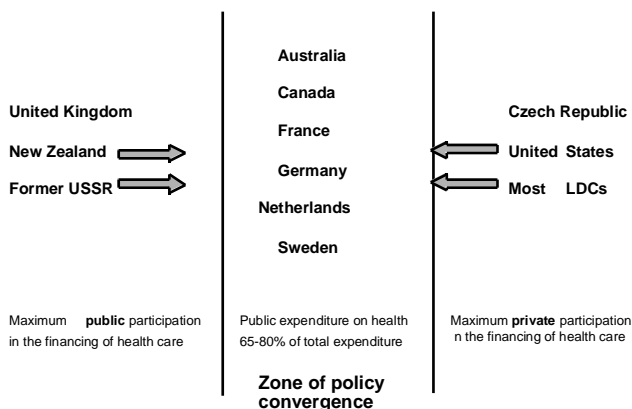 Australia
Canada
United Kingdom
Czech Republic
France
New Zealand
United States
Germany
Former USSR
Most LDCs
Netherlands
Sweden
Maximum public participation
in the financing of health care
Public expenditure on health
65-80% of total expenditure
Maximum private participation
n the financing of health care
Zone of policy
convergence